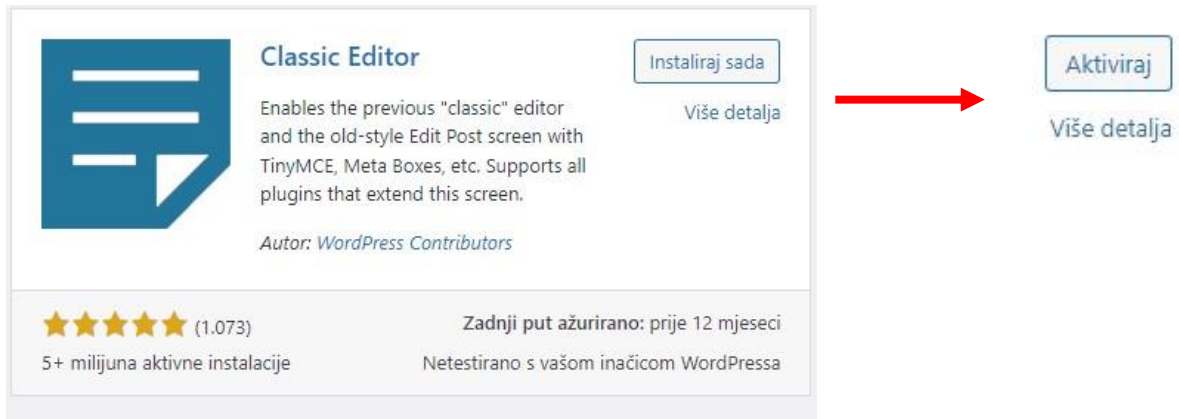 Classic Editor
Instaliraj sada
Enables the previous "classic" editor
and the old-style Edit Post screen with
TinyMCE, Meta Boxes, etc. Supports all
plugins that extend this screen.
Više detalja
Autor: WordPress Contributors
(1.073)
Zadnji put ažurirano: prije 12 mjeseci
5+ milijuna aktivne instalacije
Netestirano s vašom inačicom WordPressa
Aktiviraj
Više detalja